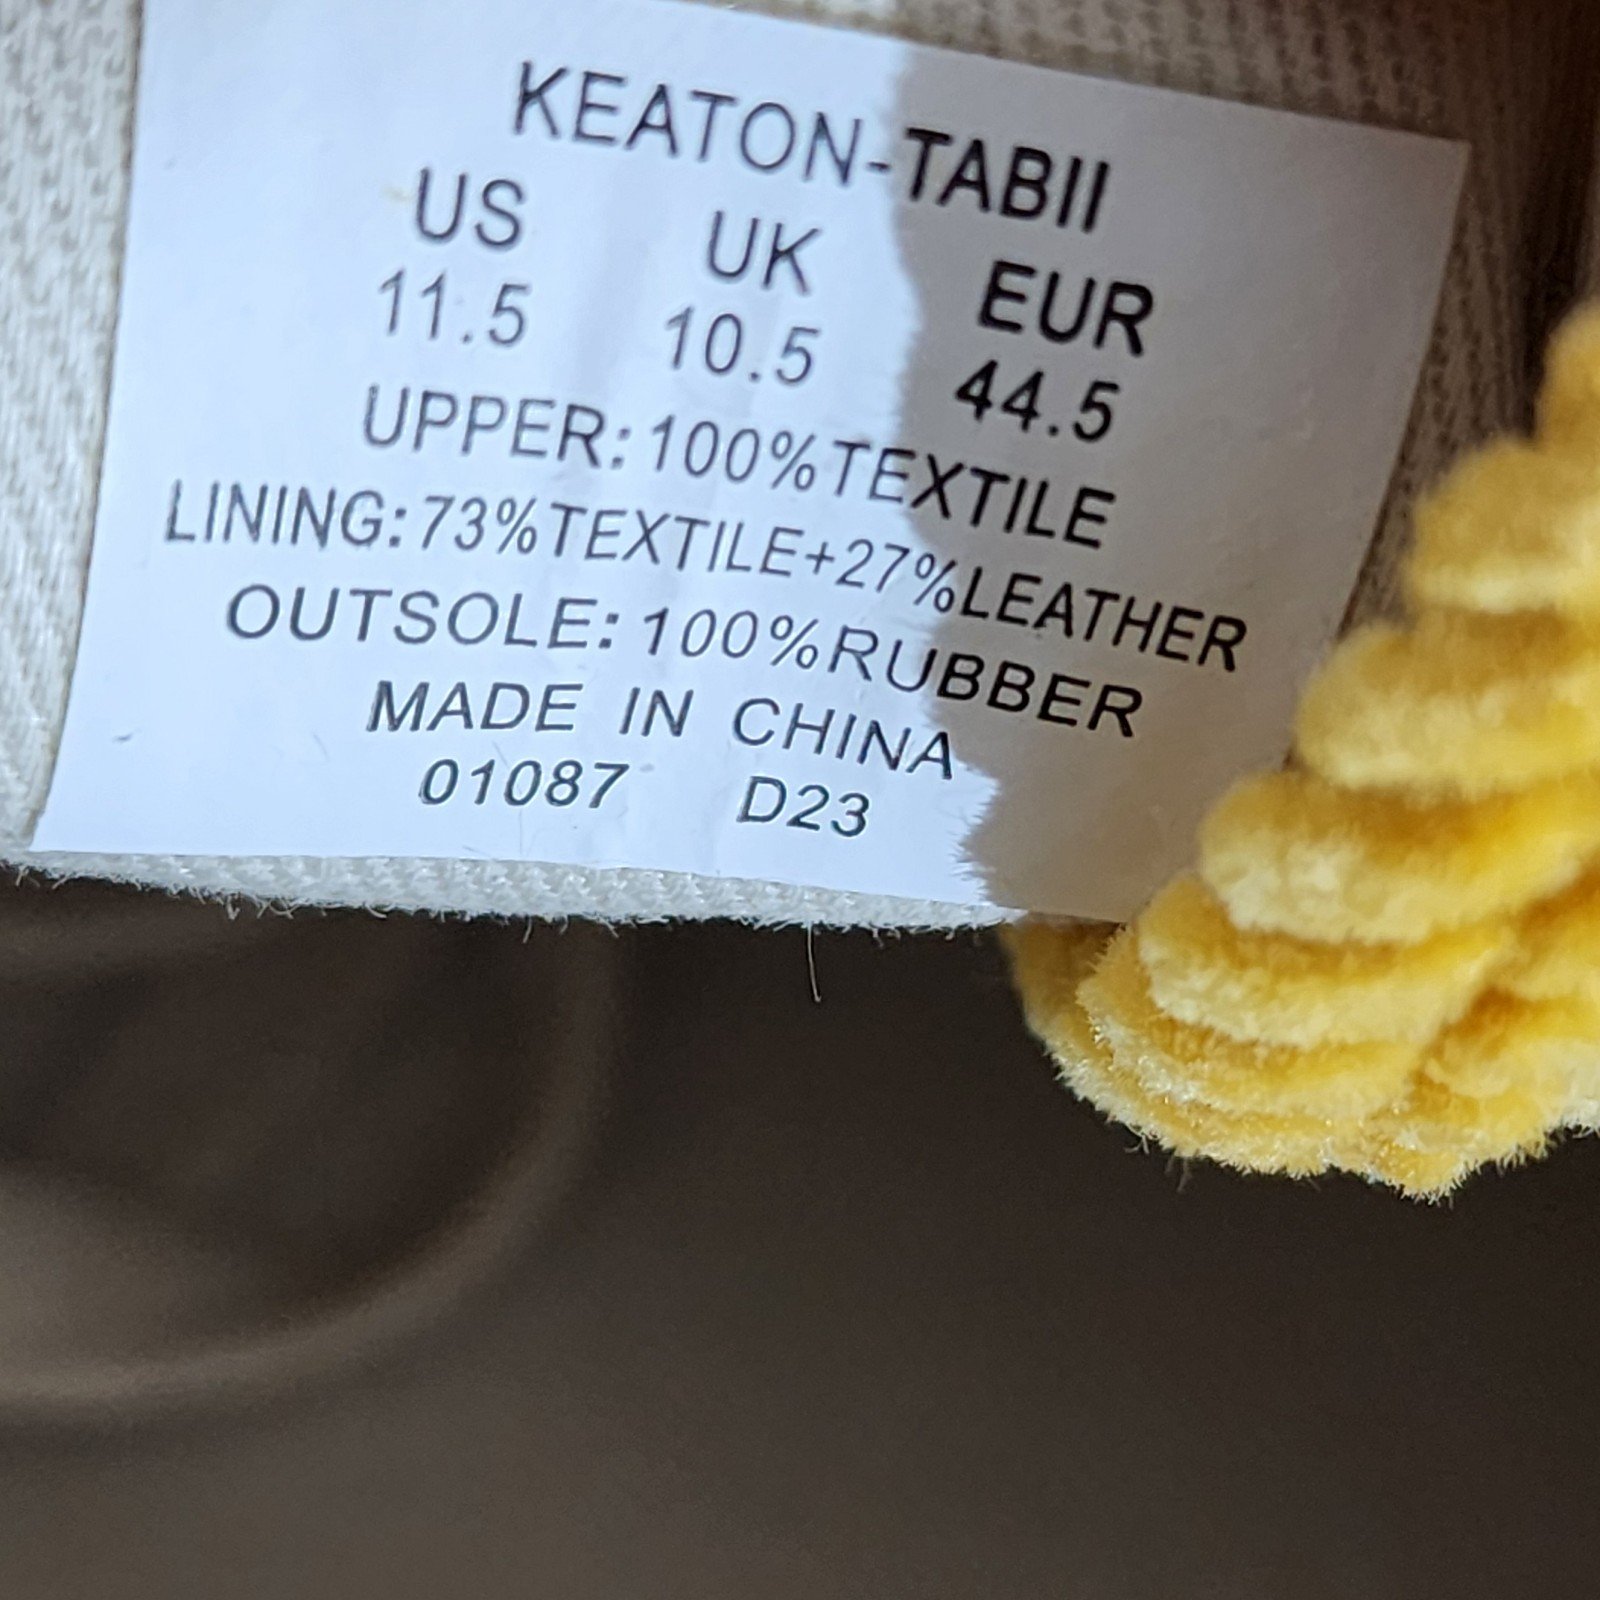 KEATON-TABII
US UK EUR
11.5 10.5 44.5
UPPER:100%TEXTILE
LINING:73%TEXTILE+27%LEATHER
OUTSOLE:100%RUBBER
MADE IN CHINA
01087 D23